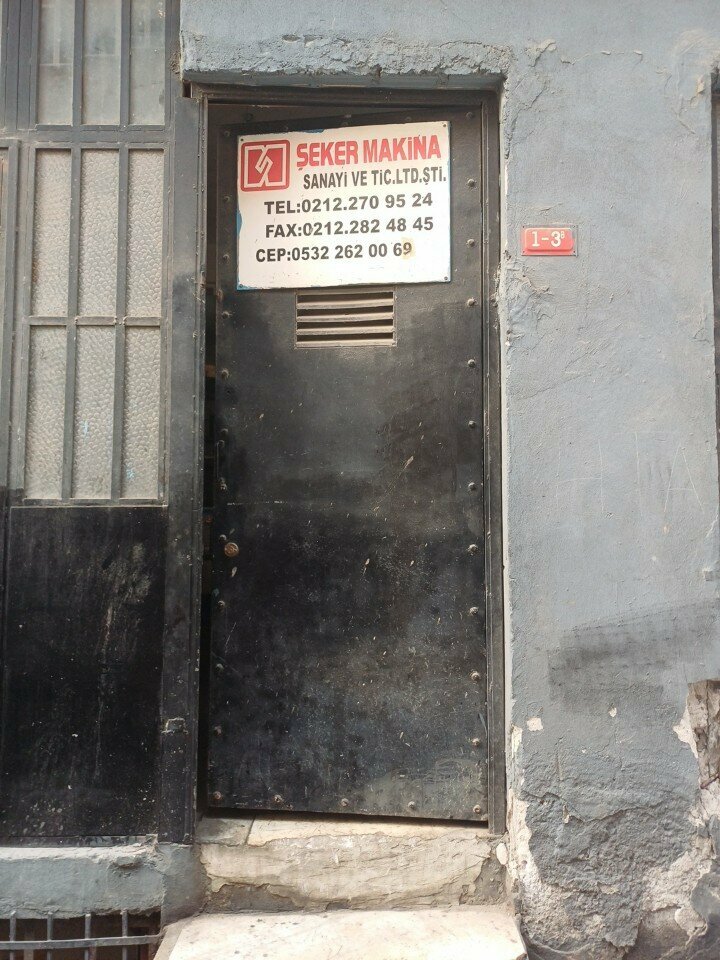 ŞEKER MAKİNA
SANAYİ VE TİC.LTD.ŞTİ.
TEL:0212.270 95 24
FAX:0212.282 48 45
CEP:0532 262 00 69
1-3B